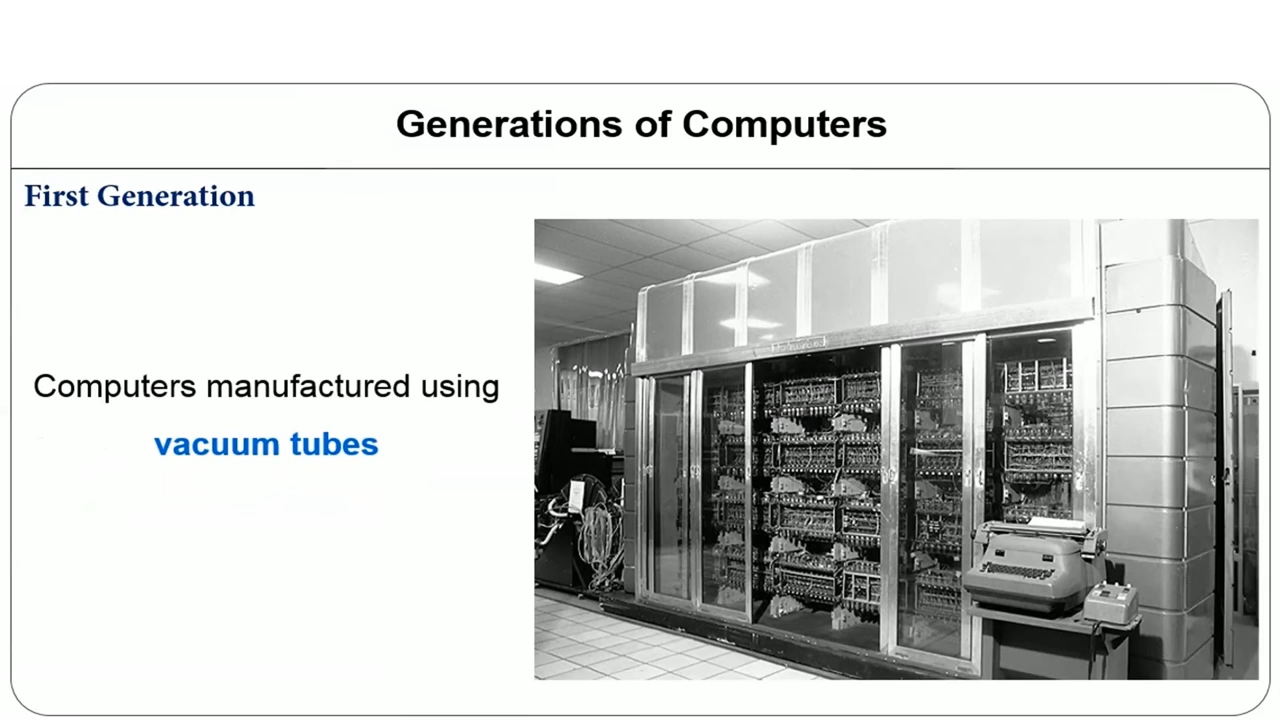 Generations of Computers
First Generation
Computers manufactured using
vacuum tubes